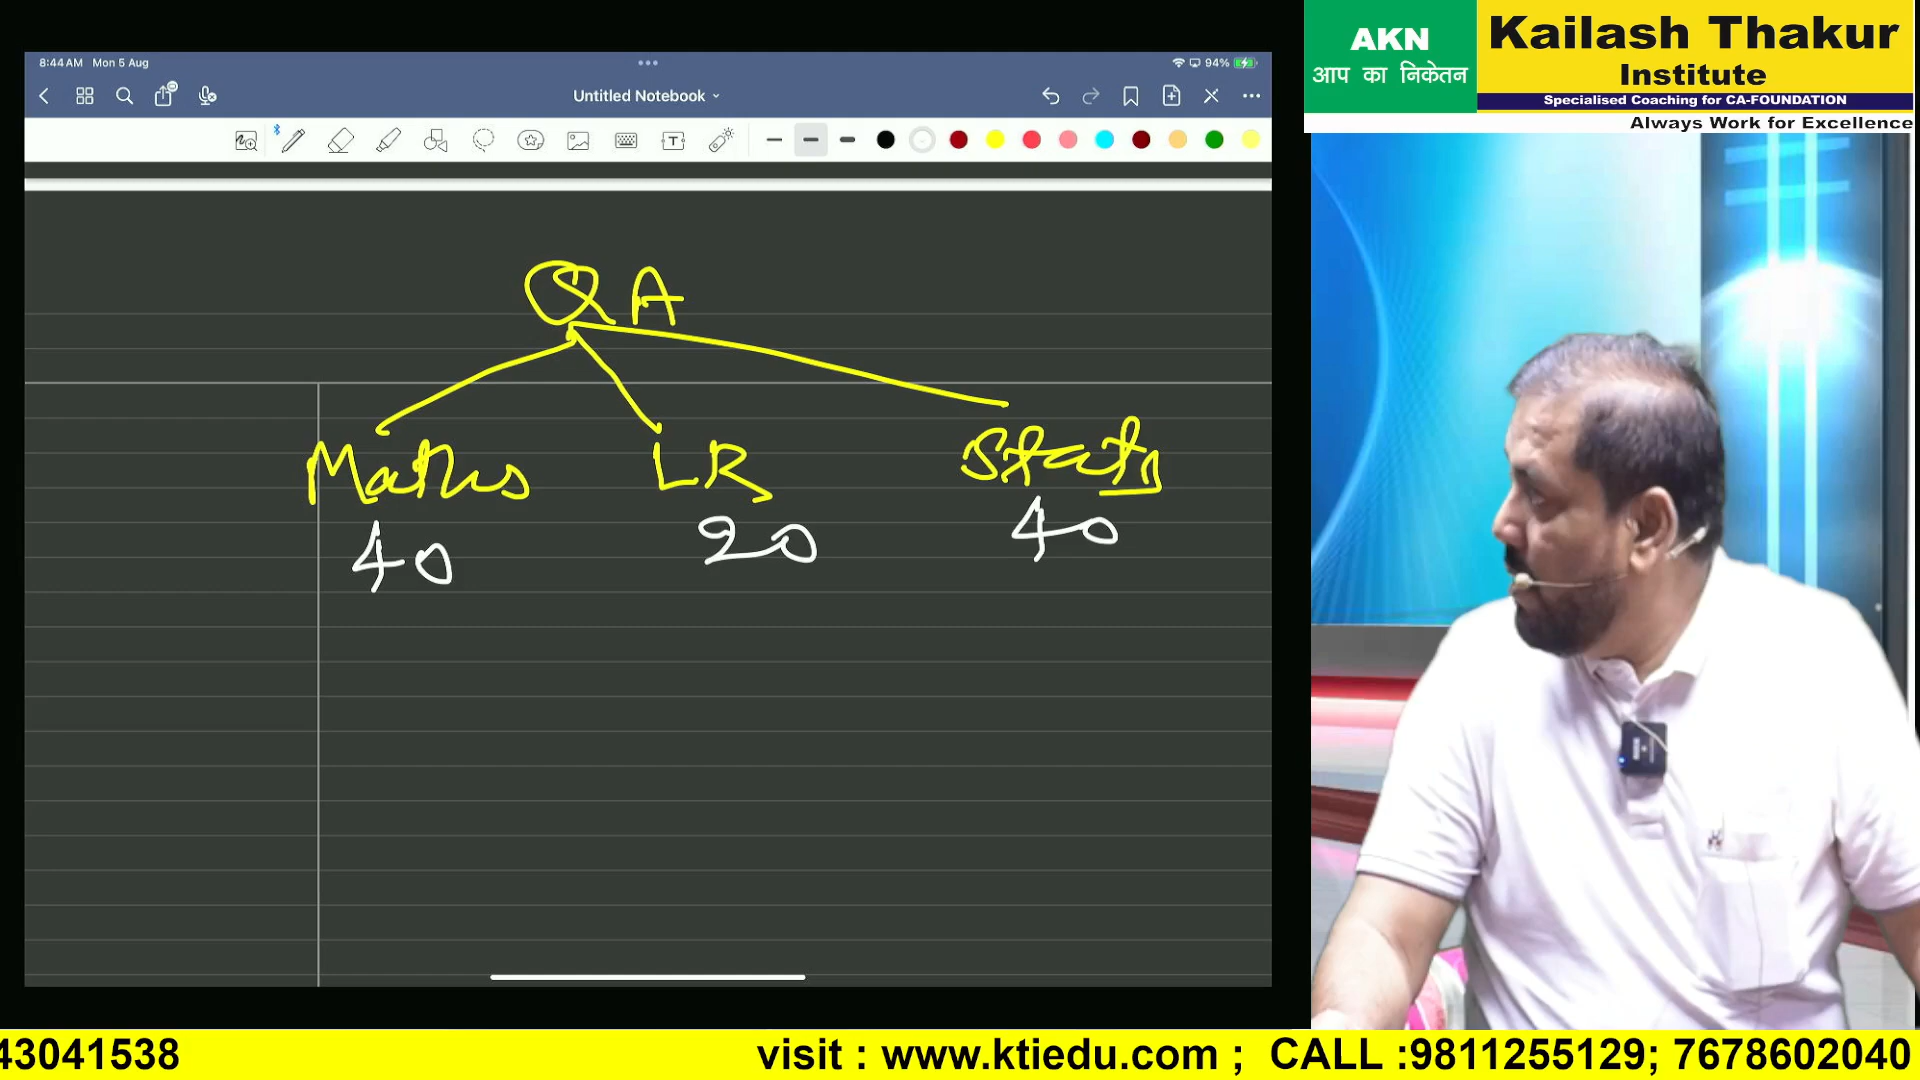 8:44 AM Mon 5 Aug
94%
Untitled Notebook
QA
Maths LR Stats
40 20 40
AKN
आप का निकेतन
Kailash Thakur
Institute
Specialised Coaching for CA-FOUNDATION
Always Work for Excellence
43041538 visit : www.ktiedu.com ; CALL :9811255129; 7678602040